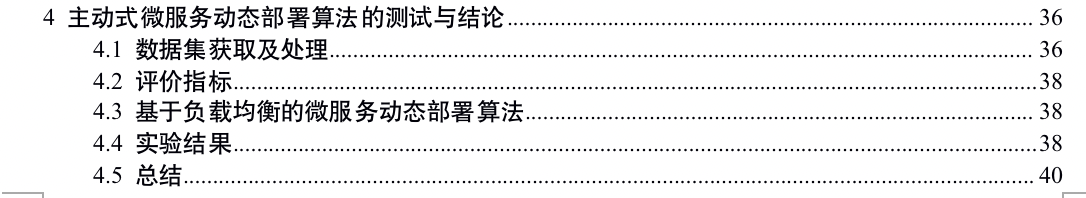 4 主动式微服务动态部署算法的测试与结论........................................................................................ 36
4.1 数据集获取及处理........................................................................................................................ 36
4.2 评价指标.........................................................................................................................................38
4.3 基于负载均衡的微服务动态部署算法....................................................................................... 38
4.4 实验结果.........................................................................................................................................38
4.5 总结................................................................................................................................................. 40